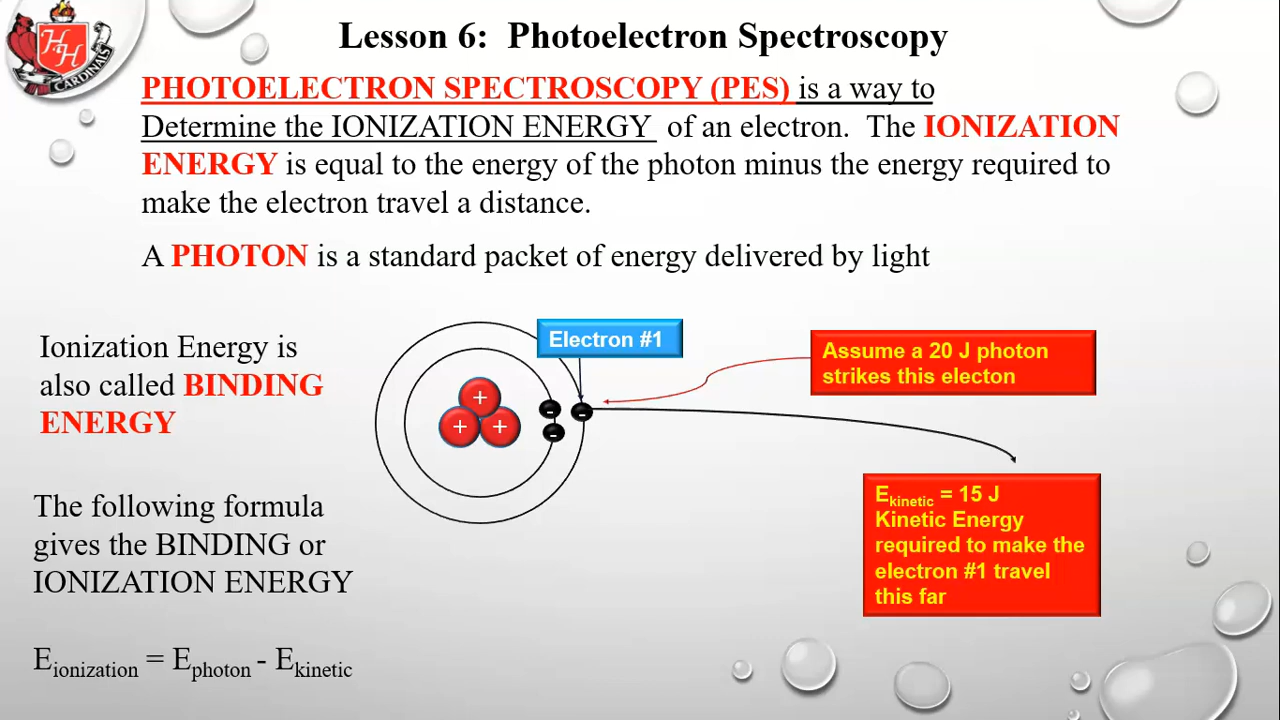 Lesson 6: Photoelectron Spectroscopy
H
H
CARDINALS
PHOTOELECTRON SPECTROSCOPY (PES) is a way to
Determine the IONIZATION ENERGY of an electron. The IONIZATION
ENERGY is equal to the energy of the photon minus the energy required to
make the electron travel a distance.
A PHOTON is a standard packet of energy delivered by light
Ionization Energy is
also called BINDING
ENERGY
The following formula
gives the BINDING or
IONIZATION ENERGY
Eionization = Ephoton - Ekinetic
Electron #1
+
+ +
-
-
-
Assume a 20 J photon
strikes this electon
Ekinetic = 15 J
Kinetic Energy
required to make the
electron #1 travel
this far